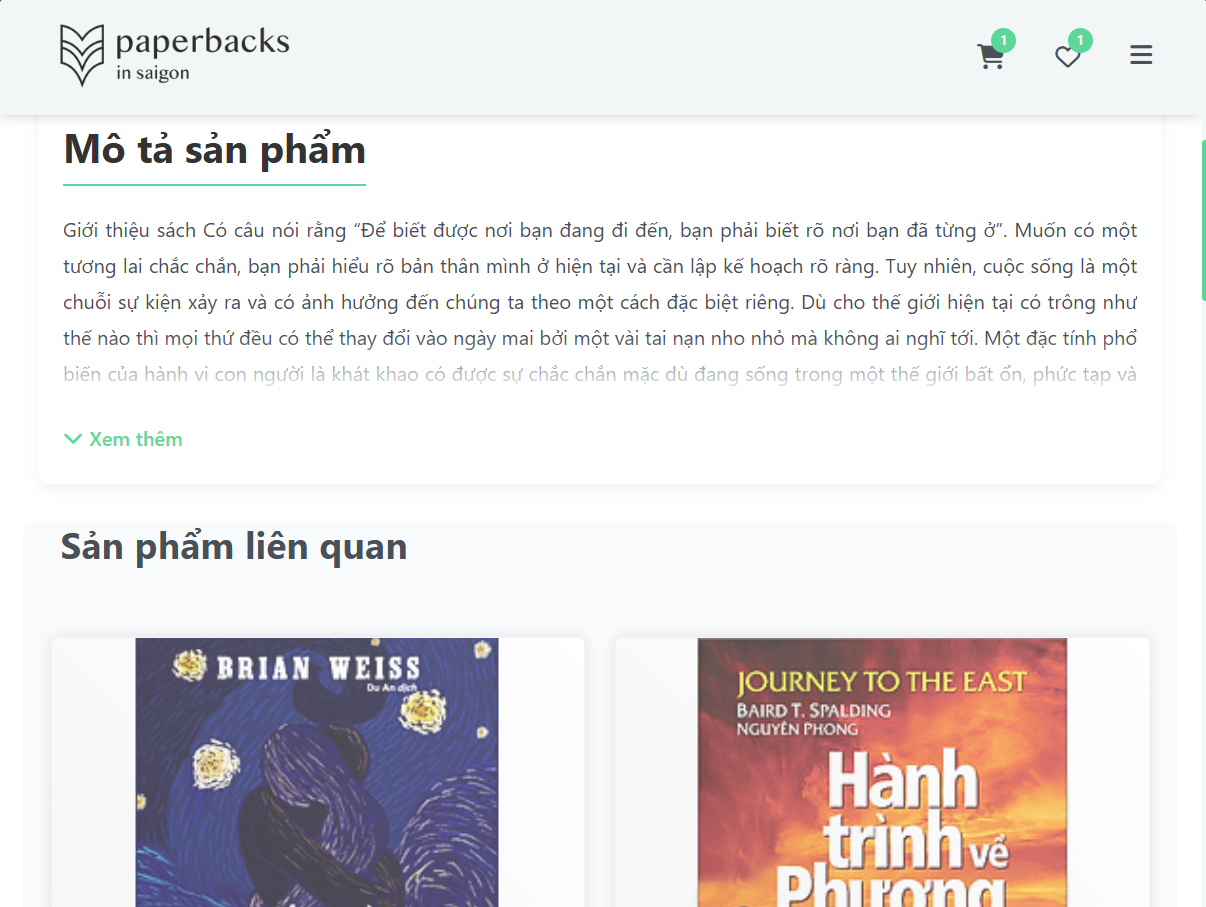 paperbacks
in saigon
1
1
Mô tả sản phẩm
Giới thiệu sách Có câu nói rằng “Để biết được nơi bạn đang đi đến, bạn phải biết rõ nơi bạn đã từng ở”. Muốn có một
tương lai chắc chắn, bạn phải hiểu rõ bản thân mình ở hiện tại và cần lập kế hoạch rõ ràng. Tuy nhiên, cuộc sống là một
chuỗi sự kiện xảy ra và có ảnh hưởng đến chúng ta theo một cách đặc biệt riêng. Dù cho thế giới hiện tại có trông như
thế nào thì mọi thứ đều có thể thay đổi vào ngày mai bởi một vài tai nạn nho nhỏ mà không ai nghĩ tới. Một đặc tính phổ
biến của hành vi con người là khát khao có được sự chắc chắn mặc dù đang sống trong một thế giới bất ổn, phức tạp và
Xem thêm
Sản phẩm liên quan
BRIAN WEISS
Du An dịch
JOURNEY TO THE EAST
BAIRD T. SPALDING
NGUYÊN PHONG
Hành
trình về
Phương